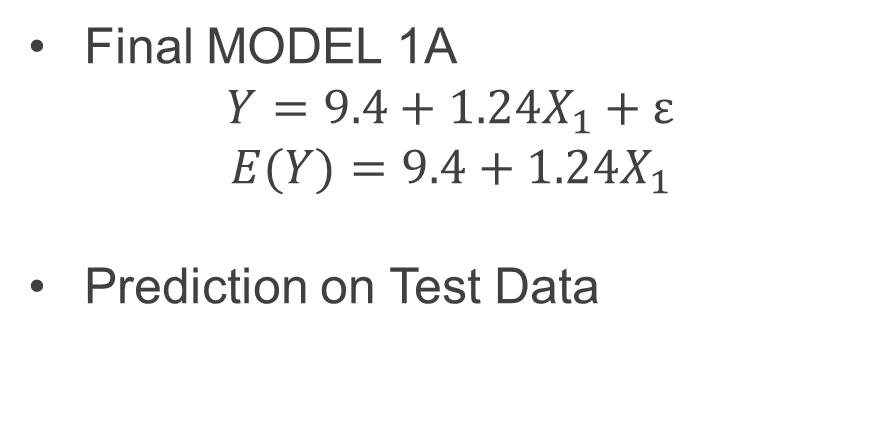 • Final MODEL 1A
Y = 9.4 + 1.24X₁ + ε
E(Y) = 9.4 + 1.24X₁
• Prediction on Test Data